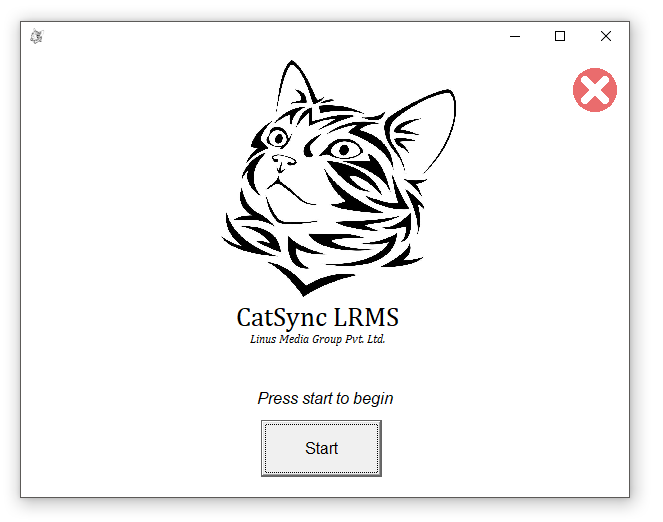 CatSync LRMS
Linus Media Group Pvt. Ltd.
Press start to begin
Start